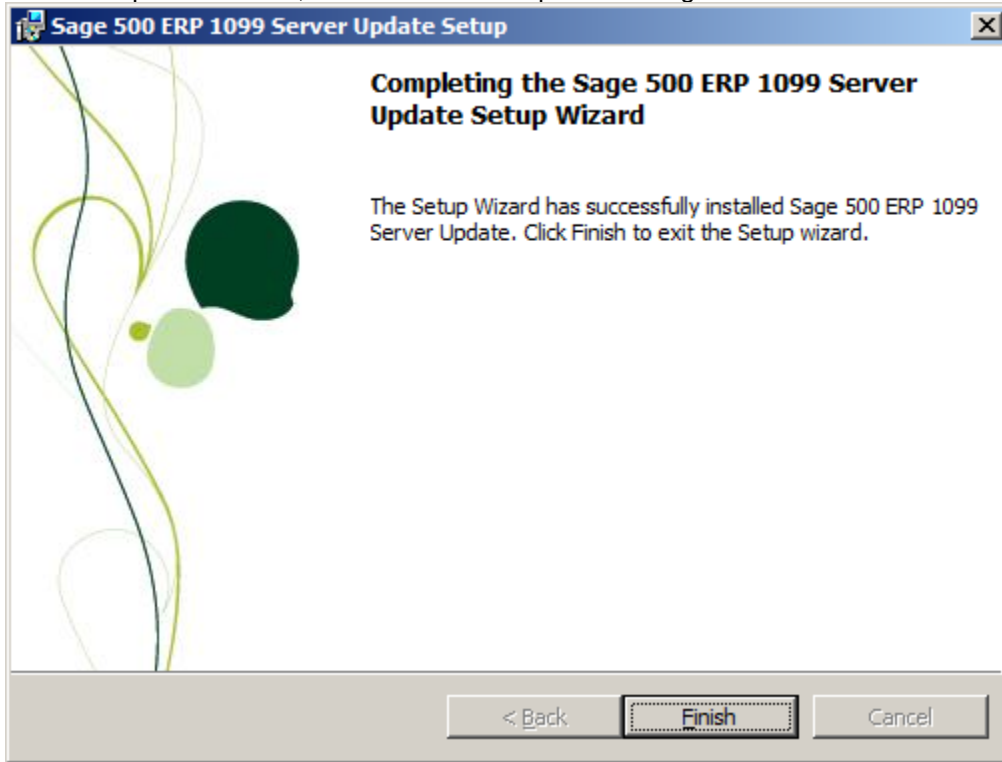 Sage 500 ERP 1099 Server Update Setup
Completing the Sage 500 ERP 1099 Server
Update Setup Wizard
The Setup Wizard has successfully installed Sage 500 ERP 1099
Server Update. Click Finish to exit the Setup wizard.
< Back Finish Cancel